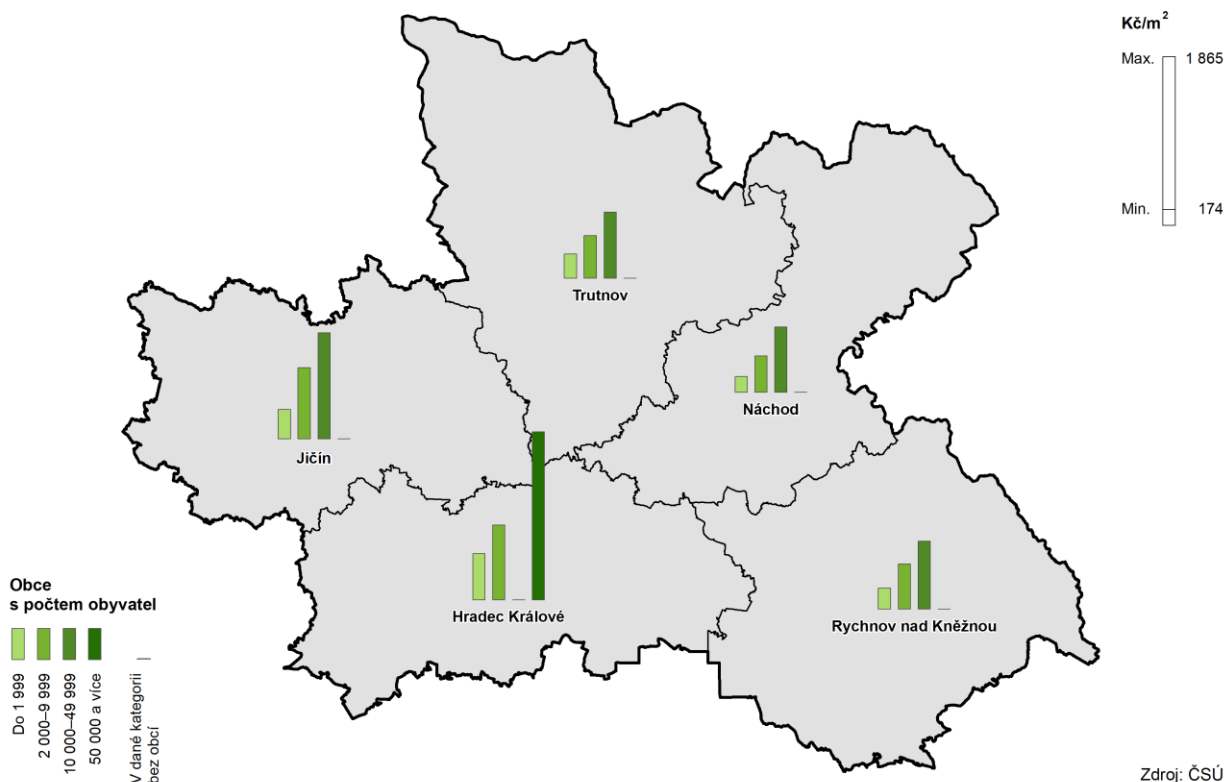 Kč/m²
Max. 1 865
Min. 174
Trutnov
Náchod
Jičín
Hradec Králové
Rychnov nad Kněžnou
Obce
s počtem obyvatel
Do 1 999
2 000–9 999
10 000–49 999
50 000 a více
V dané kategorii
bez obcí
Zdroj: ČSÚ